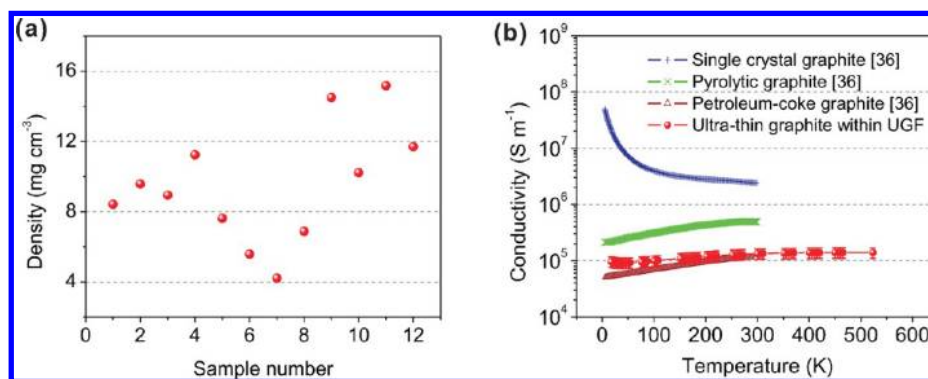 (a)
Density (mg cm⁻³)
16
12
8
4
0 2 4 6 8 10 12
Sample number
(b)
Conductivity (S m⁻¹)
10⁹
10⁸
10⁷
10⁶
10⁵
10⁴
Single crystal graphite [36]
Pyrolytic graphite [36]
Petroleum-coke graphite [36]
Ultra-thin graphite within UGF
0 100 200 300 400 500 600
Temperature (K)